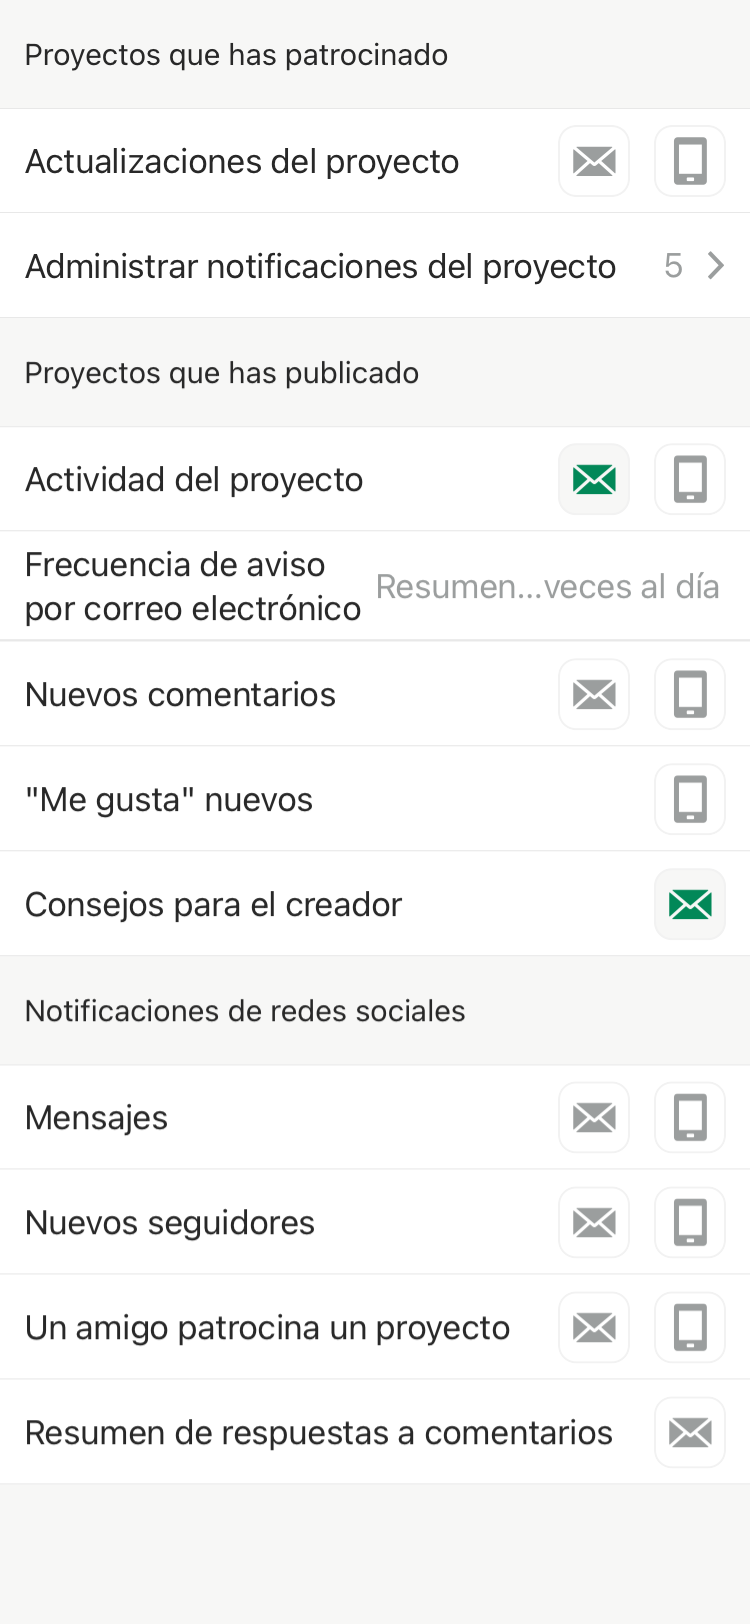 Proyectos que has patrocinado
Actualizaciones del proyecto
Administrar notificaciones del proyecto 5
Proyectos que has publicado
Actividad del proyecto
Frecuencia de aviso
por correo electrónico
Resumen...veces al día
Nuevos comentarios
"Me gusta" nuevos
Consejos para el creador
Notificaciones de redes sociales
Mensajes
Nuevos seguidores
Un amigo patrocina un proyecto
Resumen de respuestas a comentarios